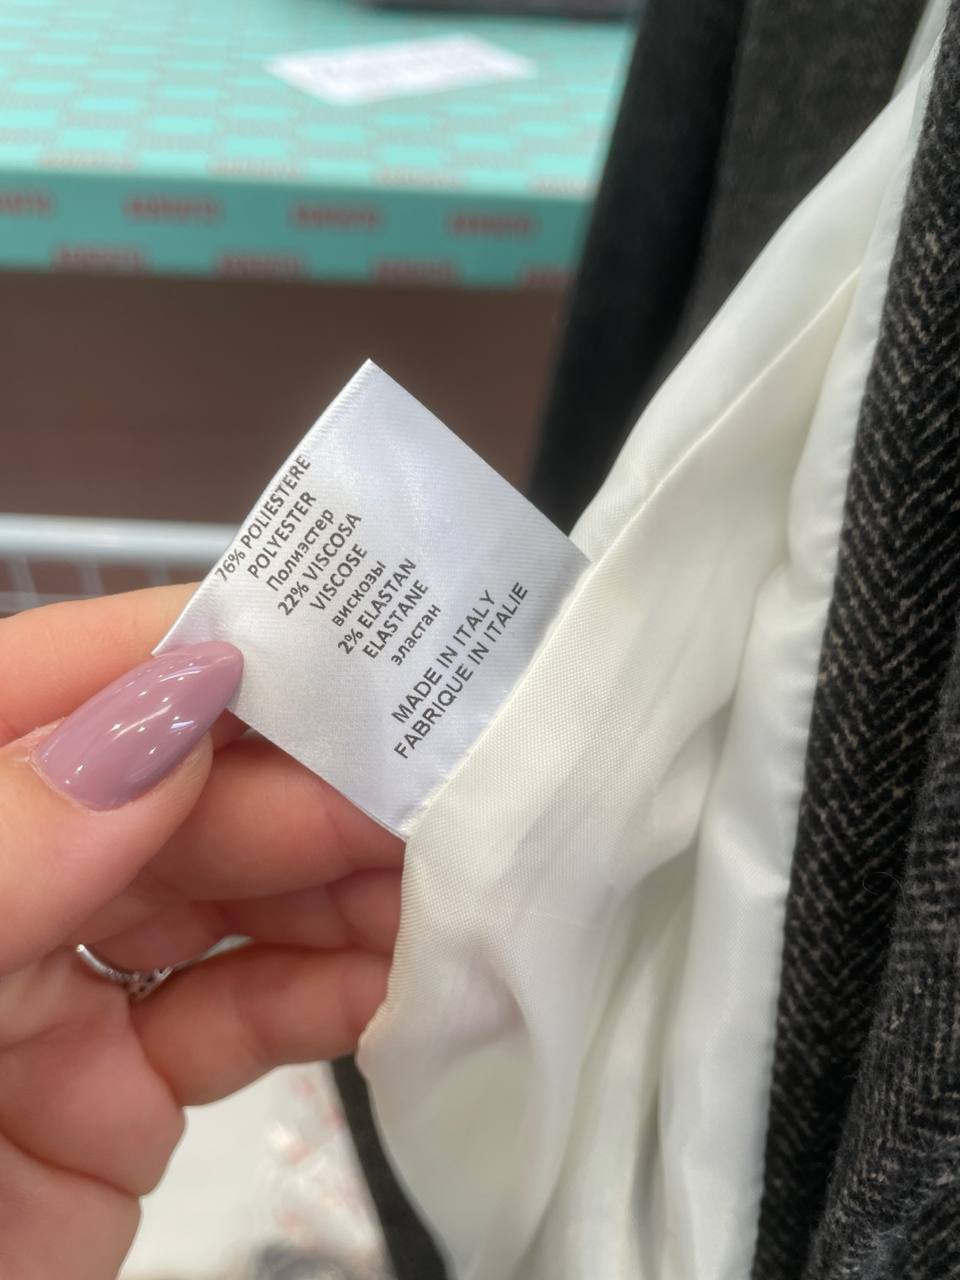 76% POLIESTERE
POLYESTER
Полиэстер
22% VISCOSA
VISCOSE
вискозы
2% ELASTAN
ELASTANE
эластан
MADE IN ITALY
FABRIQUE IN ITALIE